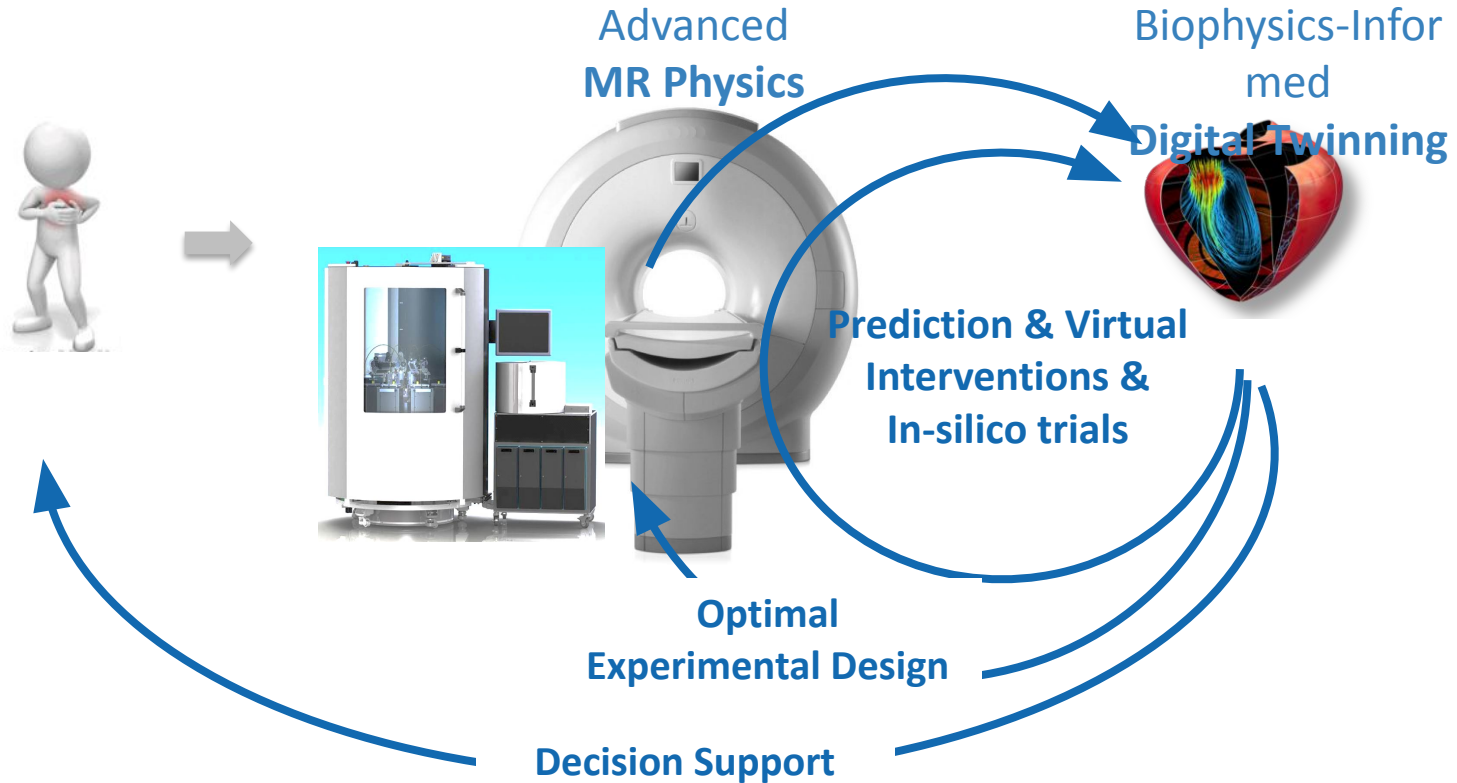 Advanced
MR Physics
Biophysics-Infor
med
Digital Twinning
Prediction & Virtual
Interventions &
In-silico trials
Optimal
Experimental Design
Decision Support